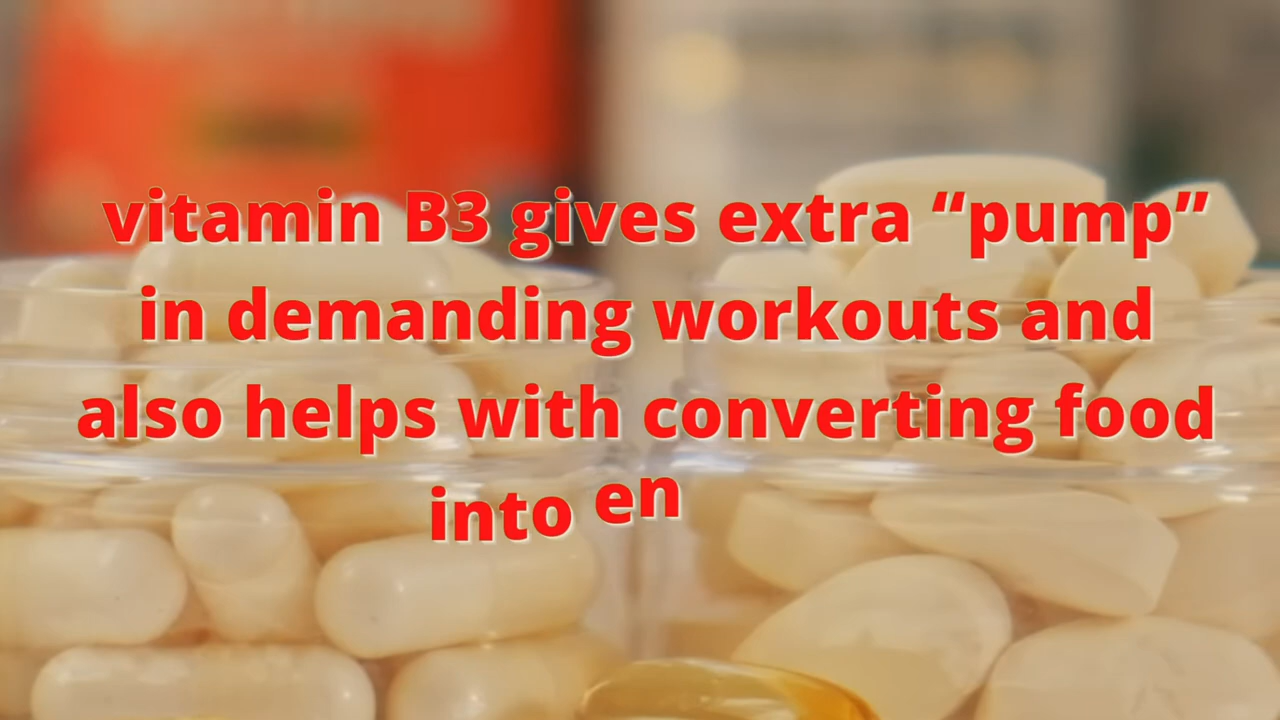 vitamin B3 gives extra “pump”
in demanding workouts and
also helps with converting food
into en